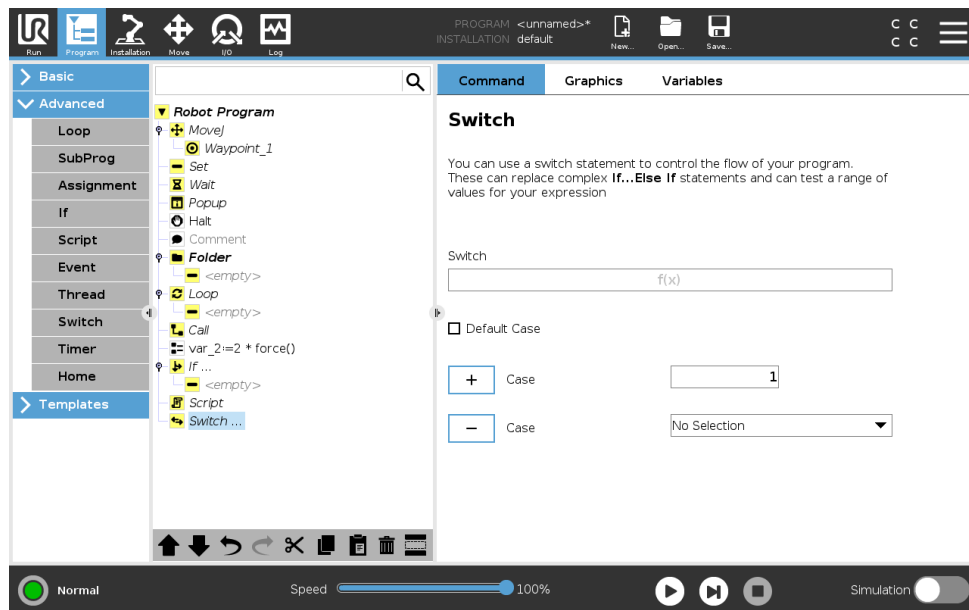 UR
PROGRAM <unnamed>*
INSTALLATION default
Run
Program
Installation
Move
I/O
Log
New...
Open...
Save...
C C
C C
Basic
Advanced
Loop
SubProg
Assignment
If
Script
Event
Thread
Switch
Timer
Home
Templates
Robot Program
MoveJ
Waypoint_1
Set
Wait
Popup
Halt
Comment
Folder
<empty>
Loop
<empty>
Call
var_2:=2 * force()
If ...
<empty>
Script
Switch ...
Command Graphics Variables
Switch
You can use a switch statement to control the flow of your program.
These can replace complex If...Else If statements and can test a range of
values for your expression
Switch
f(x)
Default Case
+ Case 1
− Case No Selection
Normal
Speed 100%
Simulation